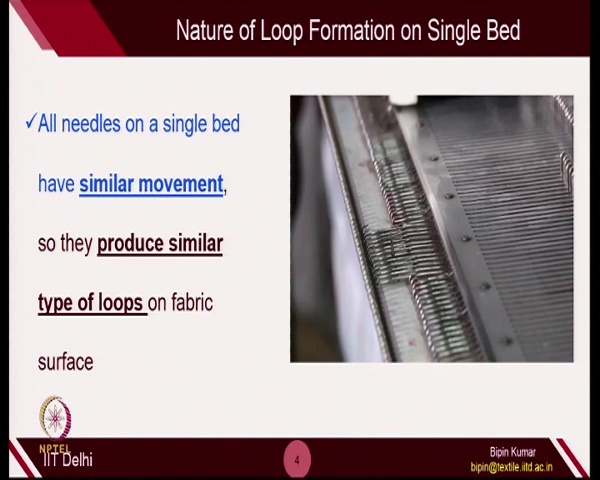 Nature of Loop Formation on Single Bed
✓All needles on a single bed
have similar movement,
so they produce similar
type of loops on fabric
surface
NPTEL
IIT Delhi
4
Bipin Kumar
bipin@textile.iitd.ac.in